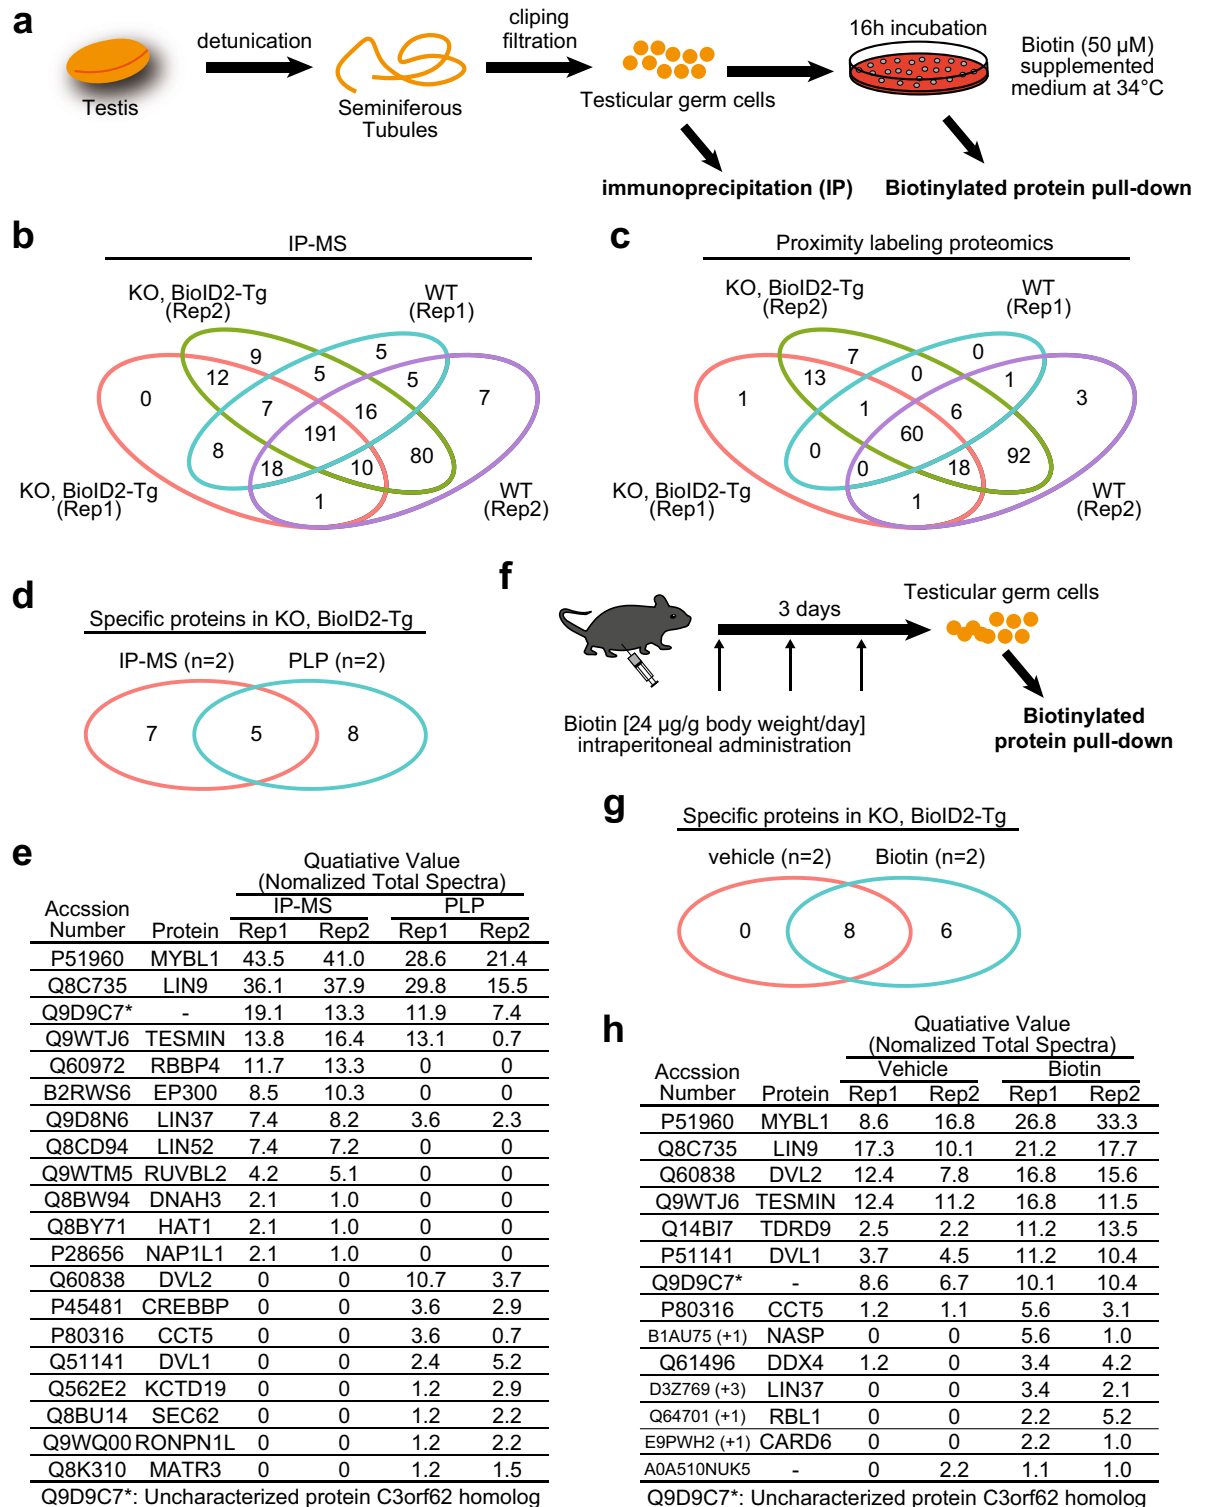 a
detunication
cliping
filtration
16h incubation
Biotin (50 µM)
supplemented
medium at 34°C
Testis
Seminiferous
Tubules
Testicular germ cells
immunoprecipitation (IP)
Biotinylated protein pull-down
b
IP-MS
KO, BioID2-Tg
(Rep2)
WT
(Rep1)
9
5
12
5
5
0
7
16
7
191
8
18
10
80
1
KO, BioID2-Tg
(Rep1)
WT
(Rep2)
c
Proximity labeling proteomics
KO, BioID2-Tg
(Rep2)
WT
(Rep1)
7
0
13
0
1
1
1
6
3
60
0
0
18
92
1
KO, BioID2-Tg
(Rep1)
WT
(Rep2)
d
Specific proteins in KO, BioID2-Tg
IP-MS (n=2) PLP (n=2)
7 5 8
f
3 days
Testicular germ cells
Biotin [24 µg/g body weight/day]
intraperitoneal administration
Biotinylated
protein pull-down
g
Specific proteins in KO, BioID2-Tg
vehicle (n=2) Biotin (n=2)
0 8 6
e
Quatiative Value
(Nomalized Total Spectra)
IP-MS PLP
Accssion
Number Protein Rep1 Rep2 Rep1 Rep2
P51960 MYBL1 43.5 41.0 28.6 21.4
Q8C735 LIN9 36.1 37.9 29.8 15.5
Q9D9C7* - 19.1 13.3 11.9 7.4
Q9WTJ6 TESMIN 13.8 16.4 13.1 0.7
Q60972 RBBP4 11.7 13.3 0 0
B2RWS6 EP300 8.5 10.3 0 0
Q9D8N6 LIN37 7.4 8.2 3.6 2.3
Q8CD94 LIN52 7.4 7.2 0 0
Q9WTM5 RUVBL2 4.2 5.1 0 0
Q8BW94 DNAH3 2.1 1.0 0 0
Q8BY71 HAT1 2.1 1.0 0 0
P28656 NAP1L1 2.1 1.0 0 0
Q60838 DVL2 0 0 10.7 3.7
P45481 CREBBP 0 0 3.6 2.9
P80316 CCT5 0 0 3.6 0.7
Q51141 DVL1 0 0 2.4 5.2
Q562E2 KCTD19 0 0 1.2 2.9
Q8BU14 SEC62 0 0 1.2 2.2
Q9WQ00 RONPN1L 0 0 1.2 2.2
Q8K310 MATR3 0 0 1.2 1.5
Q9D9C7*: Uncharacterized protein C3orf62 homolog
h
Quatiative Value
(Nomalized Total Spectra)
Vehicle Biotin
Accssion
Number Protein Rep1 Rep2 Rep1 Rep2
P51960 MYBL1 8.6 16.8 26.8 33.3
Q8C735 LIN9 17.3 10.1 21.2 17.7
Q60838 DVL2 12.4 7.8 16.8 15.6
Q9WTJ6 TESMIN 12.4 11.2 16.8 11.5
Q14BI7 TDRD9 2.5 2.2 11.2 13.5
P51141 DVL1 3.7 4.5 11.2 10.4
Q9D9C7* - 8.6 6.7 10.1 10.4
P80316 CCT5 1.2 1.1 5.6 3.1
B1AU75 (+1) NASP 0 0 5.6 1.0
Q61496 DDX4 1.2 0 3.4 4.2
D3Z769 (+3) LIN37 0 0 3.4 2.1
Q64701 (+1) RBL1 0 0 2.2 5.2
E9PWH2 (+1) CARD6 0 0 2.2 1.0
A0A510NUK5 - 0 2.2 1.1 1.0
Q9D9C7*: Uncharacterized protein C3orf62 homolog